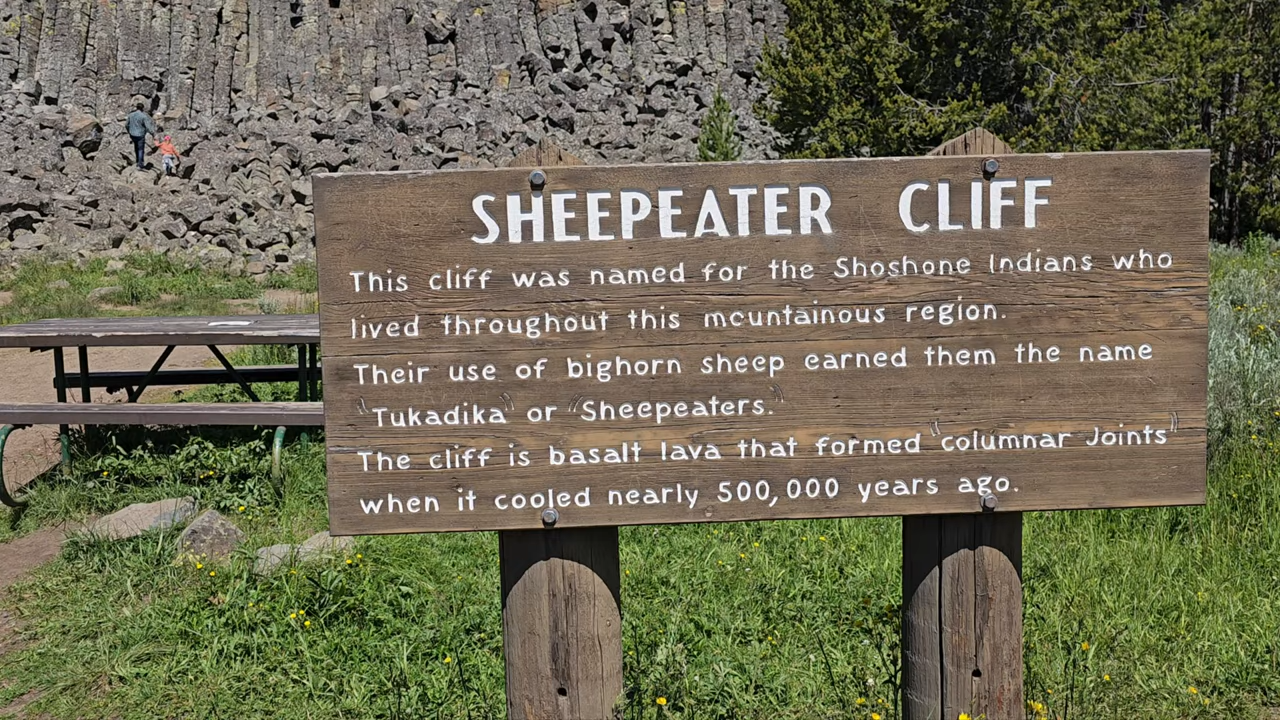 SHEEPEATER CLIFF
This cliff was named for the Shoshone Indians who
lived throughout this mountainous region.
Their use of bighorn sheep earned them the name
"Tukadika" or "Sheepeaters."
The cliff is basalt lava that formed "columnar Joints"
when it cooled nearly 500,000 years ago.